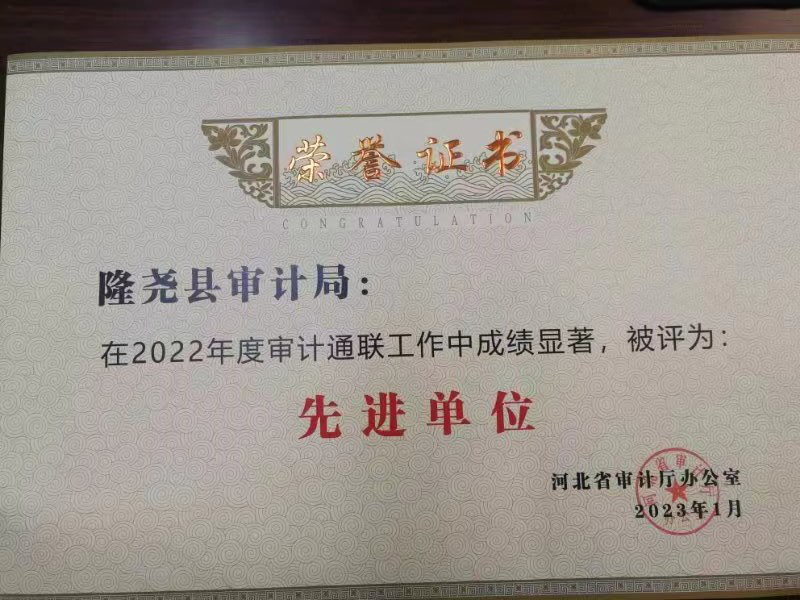 荣誉证书
CONGRATULATION
隆尧县审计局：
在2022年度审计通联工作中成绩显著，被评为：
先进单位
河北省审计厅办公室
2023年1月